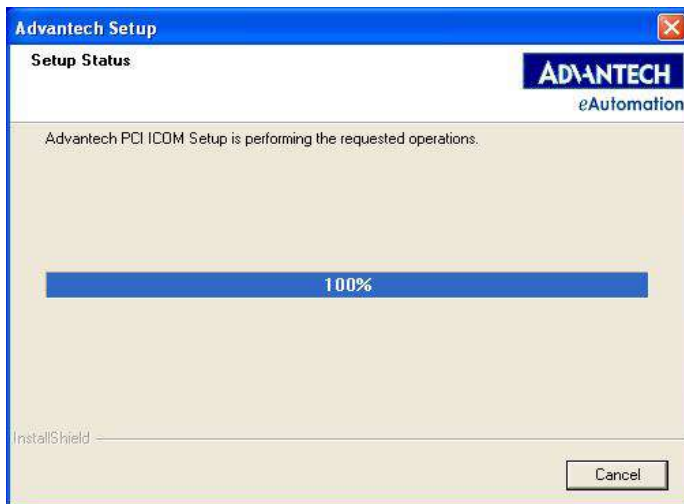 Advantech Setup
Setup Status
ADVANTECH
eAutomation
Advantech PCI ICOM Setup is performing the requested operations.
100%
InstallShield
Cancel